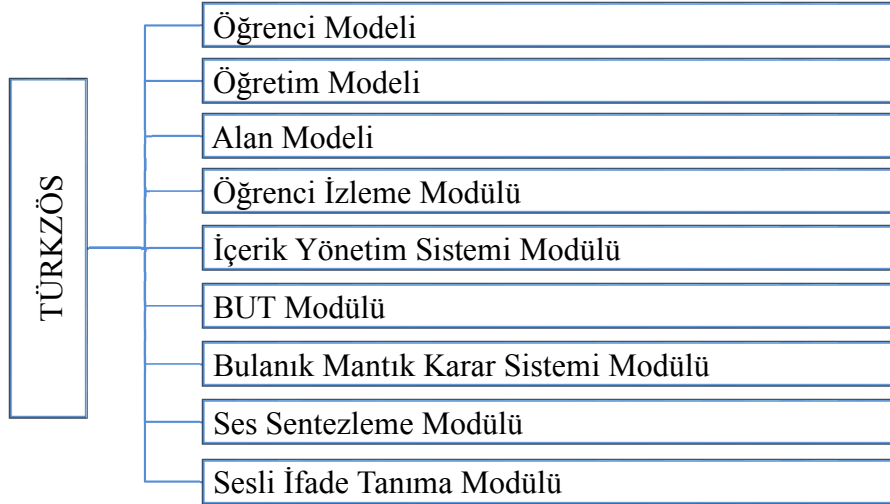 TÜRKZÖS
Öğrenci Modeli
Öğretim Modeli
Alan Modeli
Öğrenci İzleme Modülü
İçerik Yönetim Sistemi Modülü
BUT Modülü
Bulanık Mantık Karar Sistemi Modülü
Ses Sentezleme Modülü
Sesli İfade Tanıma Modülü